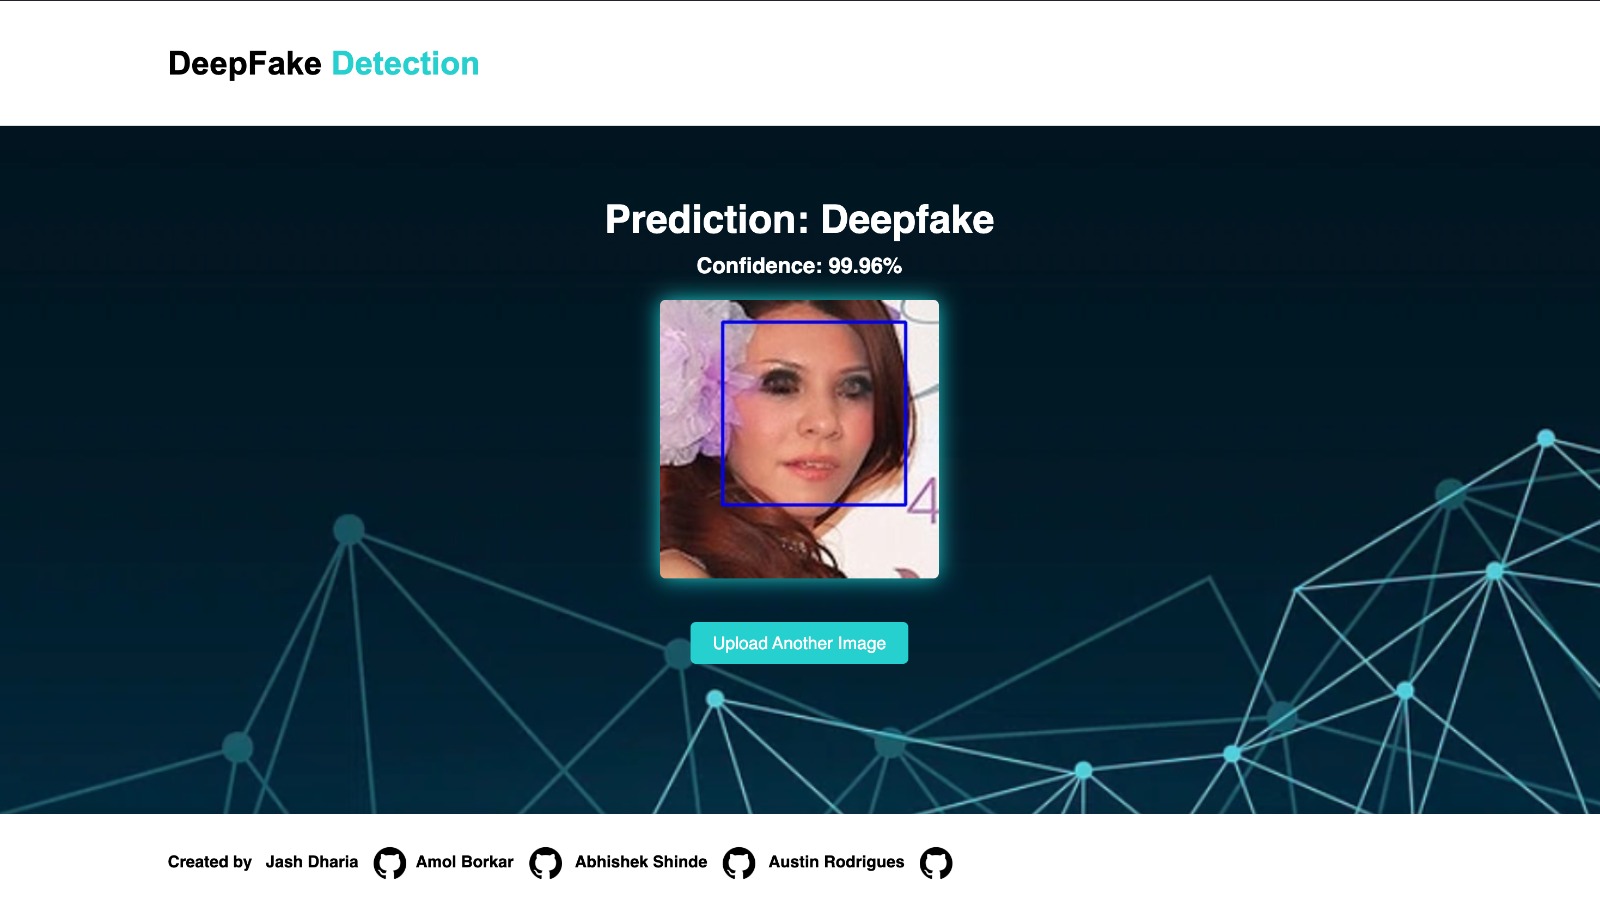 DeepFake Detection
Prediction: Deepfake
Confidence: 99.96%
4
Upload Another Image
Created by Jash Dharia Amol Borkar Abhishek Shinde Austin Rodrigues